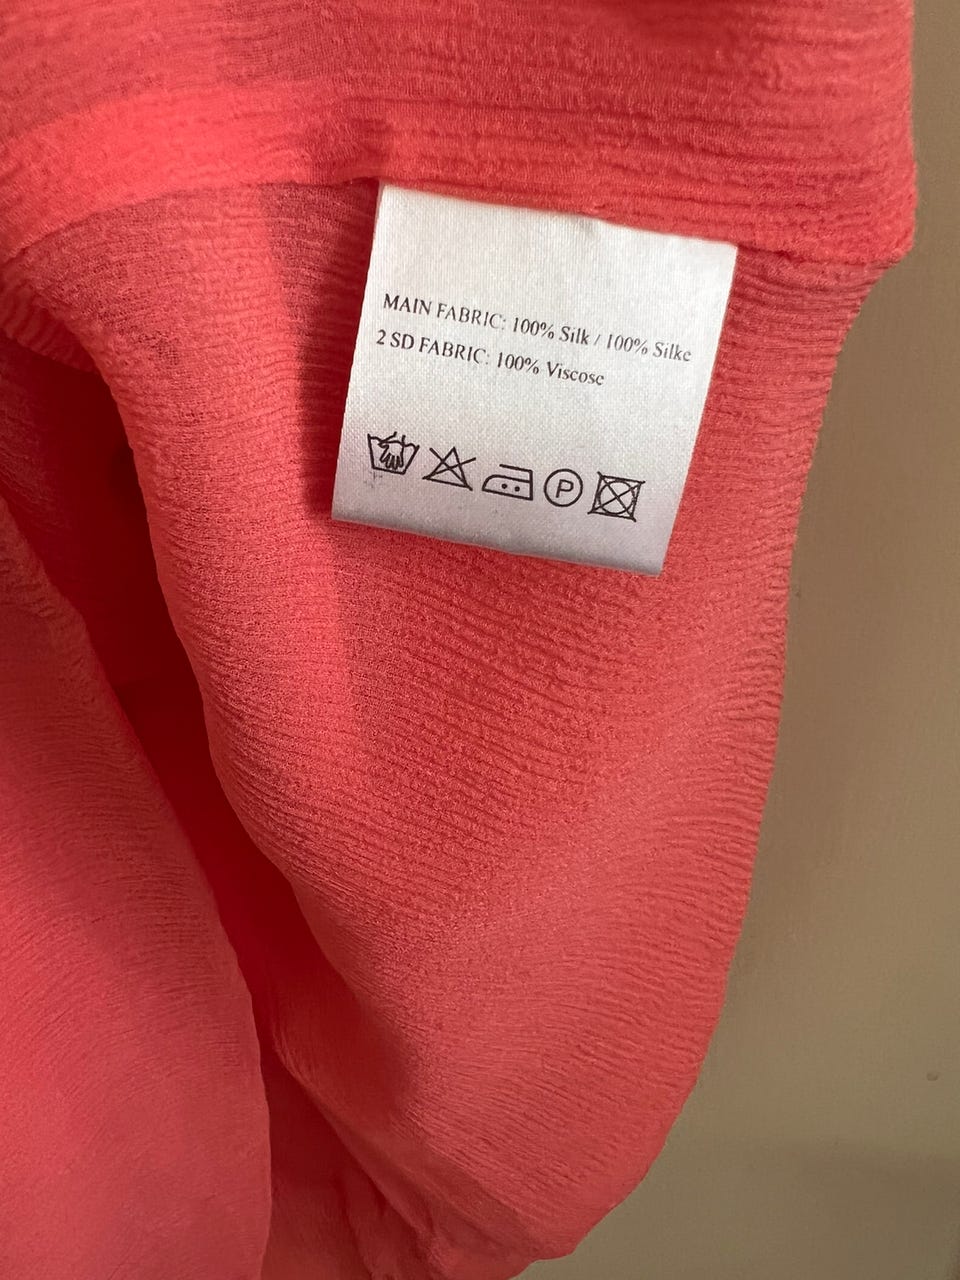 MAIN FABRIC: 100% Silk / 100% Silke
2 SD FABRIC: 100% Viscose
P